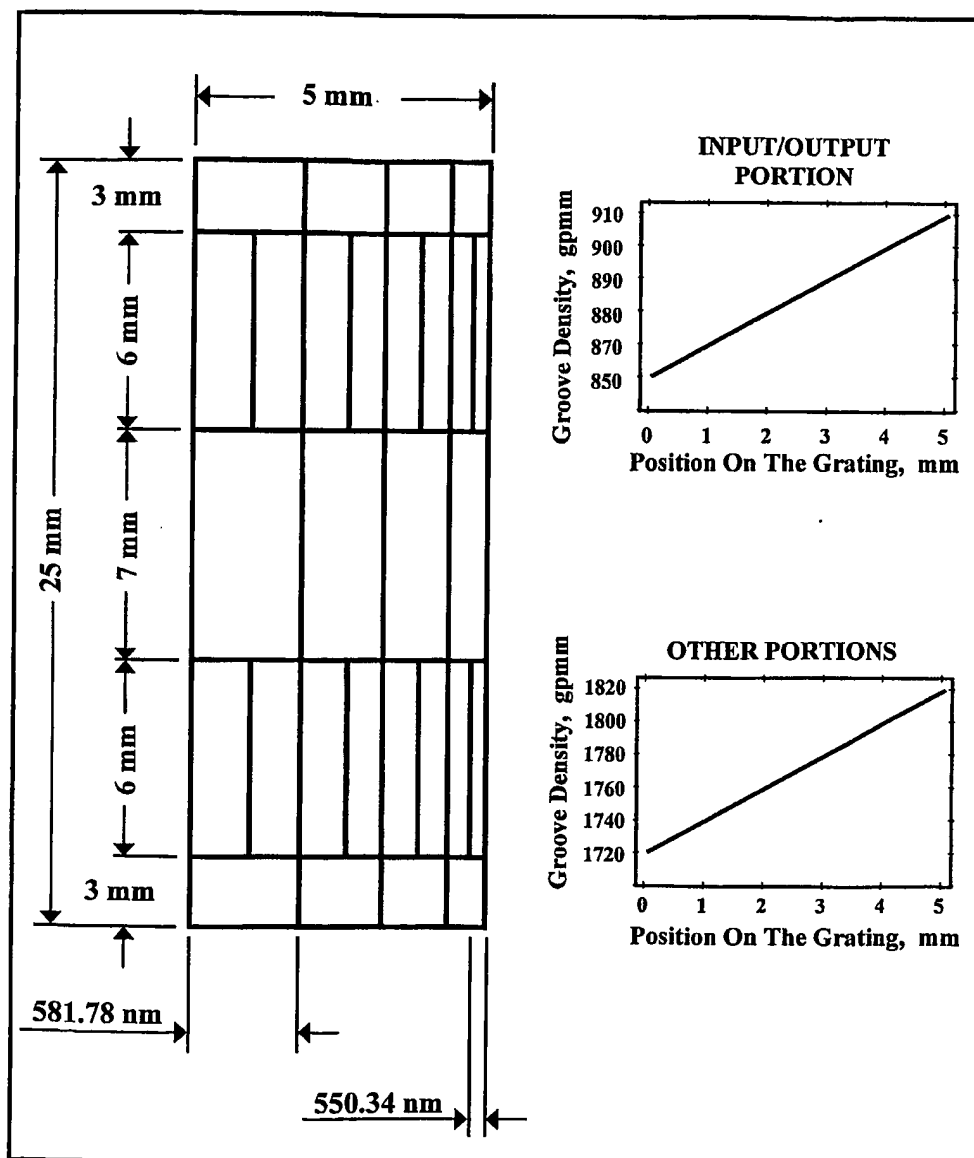 5 mm
3 mm
6 mm
7 mm
25 mm
6 mm
3 mm
581.78 nm
550.34 nm
INPUT/OUTPUT
PORTION
Groove Density, gpmm
910
900
890
880
870
850
0 1 2 3 4 5
Position On The Grating, mm
OTHER PORTIONS
Groove Density, gpmm
1820
1800
1780
1760
1740
1720
0 1 2 3 4 5
Position On The Grating, mm